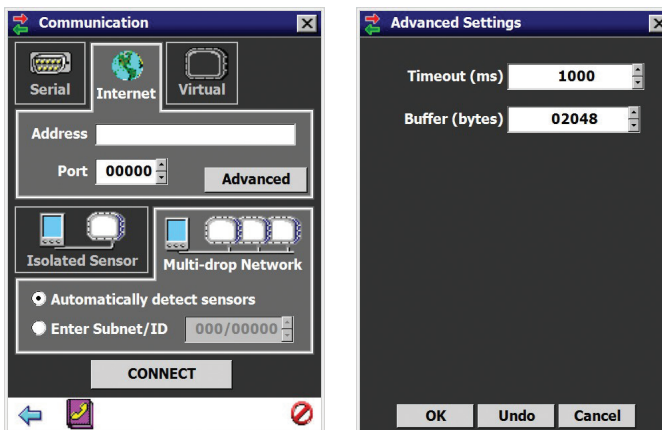 Communication
Serial
Internet
Virtual
Address
Port 00000
Advanced
Isolated Sensor
Multi-drop Network
Automatically detect sensors
Enter Subnet/ID 000/00000
CONNECT
Advanced Settings
Timeout (ms) 1000
Buffer (bytes) 02048
OK Undo Cancel